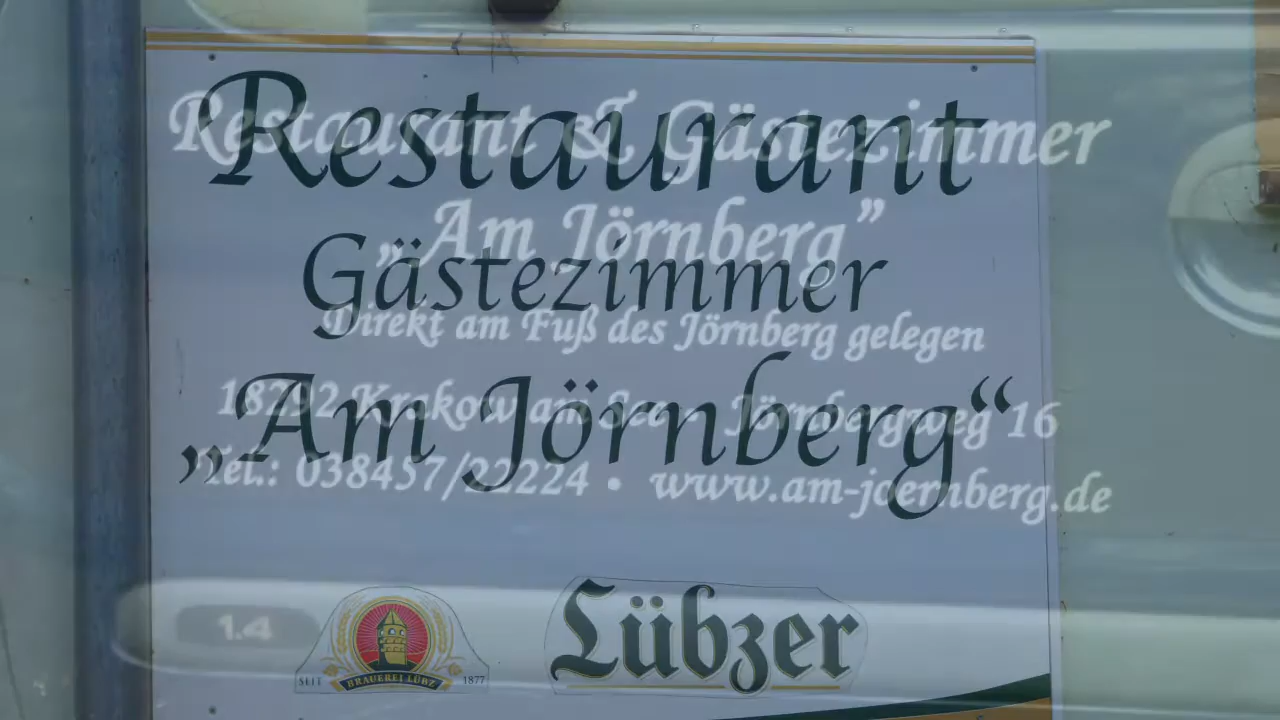 Restaurant
Gästezimmer
„Am Jörnberg“
Restaurant & Gästezimmer
„Am Jörnberg”
Direkt am Fuß des Jörnberg gelegen
18292 Krakow am See Jörnbergweg 16
Tel.: 038457/22224 • www.am-joernberg.de
1.4
SEIT BRAUEREI LÜBZ 1877
Lübzer